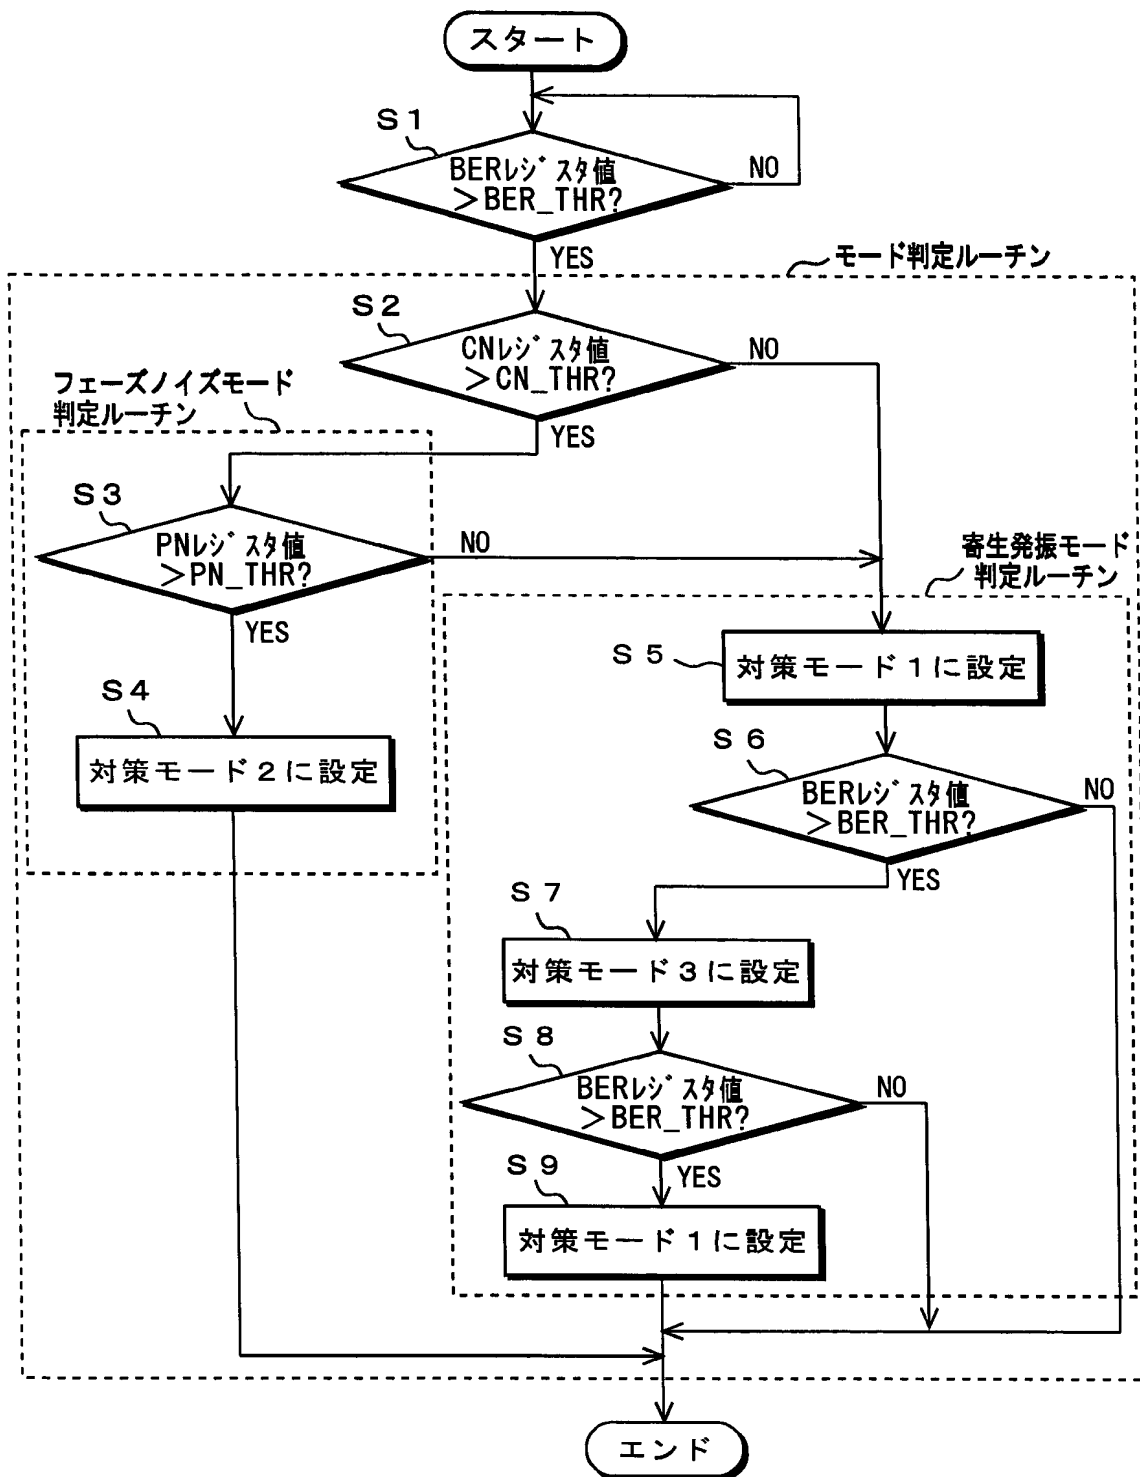 スタート
S1
BERレジスタ値
>BER_THR?
NO
YES
モード判定ルーチン
S2
CNレジスタ値
>CN_THR?
NO
YES
フェーズノイズモード
判定ルーチン
S3
PNレジスタ値
>PN_THR?
NO
YES
寄生発振モード
判定ルーチン
S4
対策モード2に設定
S5
対策モード1に設定
S6
BERレジスタ値
>BER_THR?
NO
YES
S7
対策モード3に設定
S8
BERレジスタ値
>BER_THR?
NO
YES
S9
対策モード1に設定
エンド